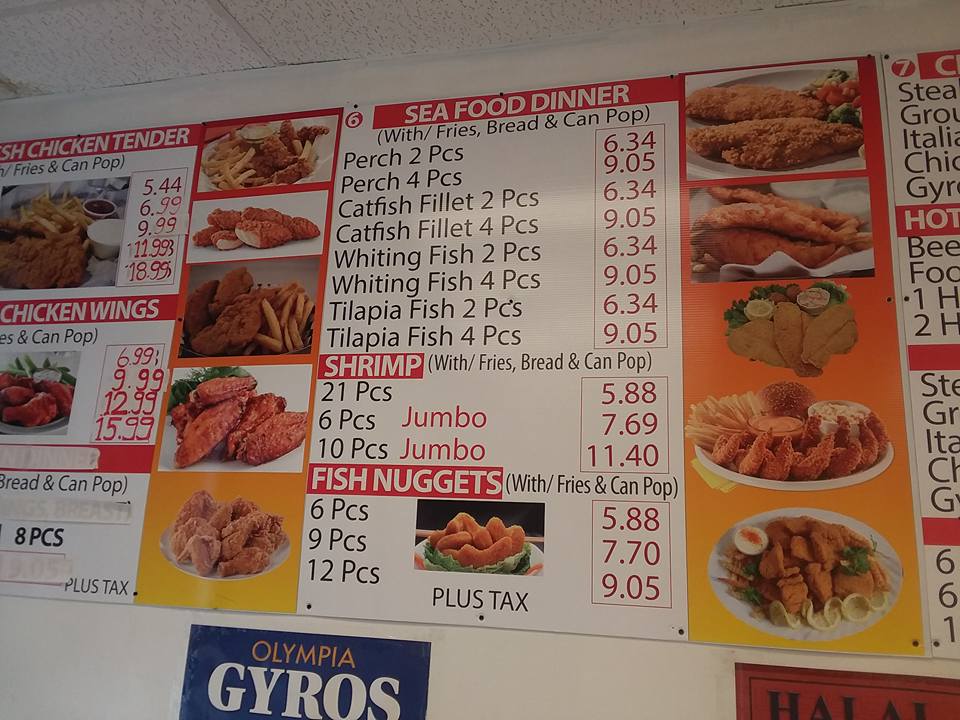 SH CHICKEN TENDER
/ Fries & Can Pop)
5.44
6.99
9.99
11.99
18.99
CHICKEN WINGS
es & Can Pop)
6.99
9.99
12.99
15.99
Bread & Can Pop)
8 PCS
9.05
PLUS TAX
6 SEA FOOD DINNER
(With/ Fries, Bread & Can Pop)
Perch 2 Pcs 6.34
Perch 4 Pcs 9.05
Catfish Fillet 2 Pcs 6.34
Catfish Fillet 4 Pcs 9.05
Whiting Fish 2 Pcs 6.34
Whiting Fish 4 Pcs 9.05
Tilapia Fish 2 Pcs 6.34
Tilapia Fish 4 Pcs 9.05
SHRIMP (With/ Fries, Bread & Can Pop)
21 Pcs 5.88
6 Pcs Jumbo 7.69
10 Pcs Jumbo 11.40
FISH NUGGETS (With/ Fries & Can Pop)
6 Pcs 5.88
9 Pcs 7.70
12 Pcs 9.05
PLUS TAX
7 C
Steal
Grou
Italia
Chic
Gyro
HOT
Bee
Foo
1 H
2 H
Ste
Gr
Ita
Ch
Gy
6
6
1
OLYMPIA
GYROS
HALAL